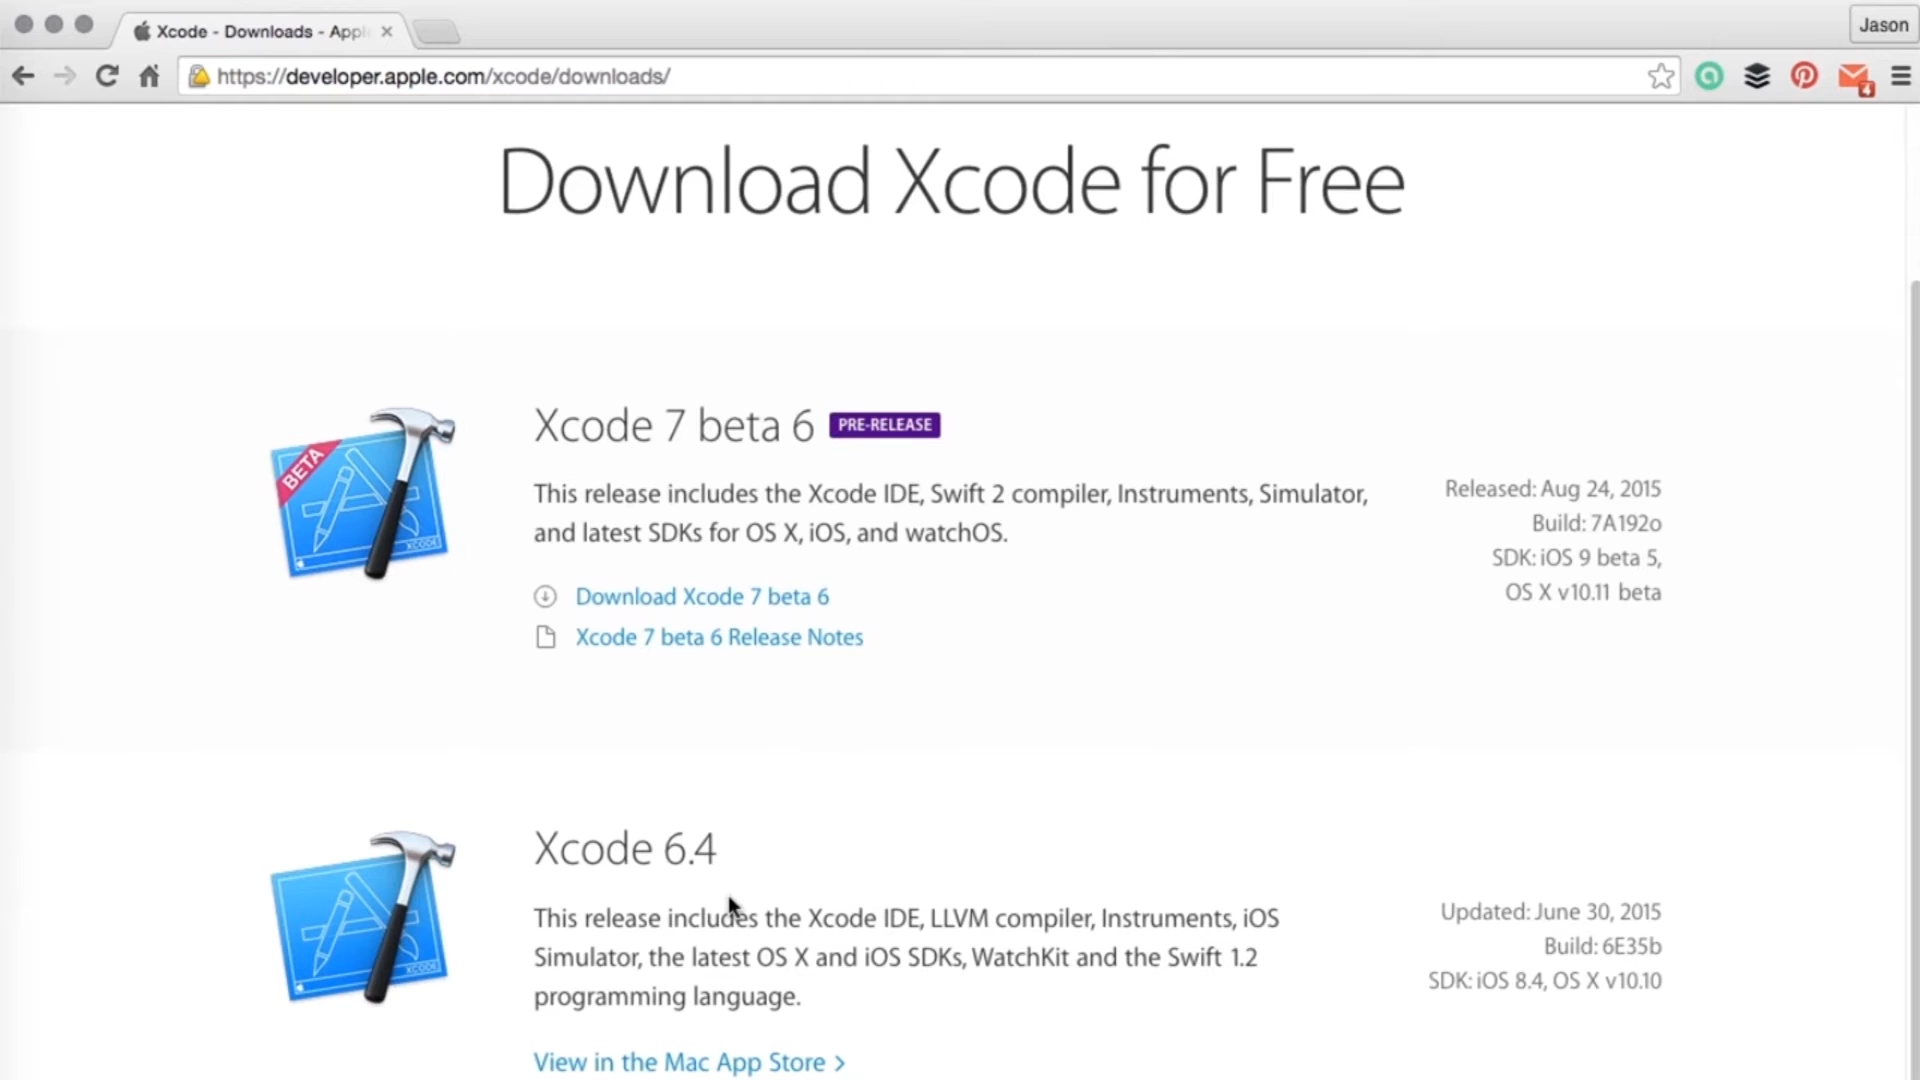 Xcode - Downloads - Appl
Jason
https://developer.apple.com/xcode/downloads/
4
Download Xcode for Free
BETA
XCODE
Xcode 7 beta 6 PRE-RELEASE
This release includes the Xcode IDE, Swift 2 compiler, Instruments, Simulator,
and latest SDKs for OS X, iOS, and watchOS.
Download Xcode 7 beta 6
Xcode 7 beta 6 Release Notes
Released: Aug 24, 2015
Build: 7A192o
SDK: iOS 9 beta 5,
OS X v10.11 beta
XCODE
Xcode 6.4
This release includes the Xcode IDE, LLVM compiler, Instruments, iOS
Simulator, the latest OS X and iOS SDKs, WatchKit and the Swift 1.2
programming language.
View in the Mac App Store >
Updated: June 30, 2015
Build: 6E35b
SDK: iOS 8.4, OS X v10.10